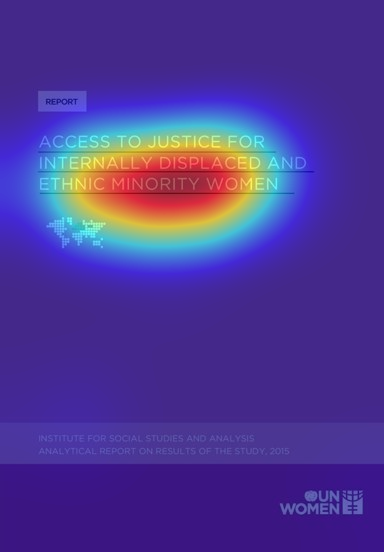 REPORT
ACCESS TO JUSTICE FOR
INTERNALLY DISPLACED AND
ETHNIC MINORITY WOMEN
INSTITUTE FOR SOCIAL STUDIES AND ANALYSIS
ANALYTICAL REPORT ON RESULTS OF THE STUDY, 2015
UN
WOMEN